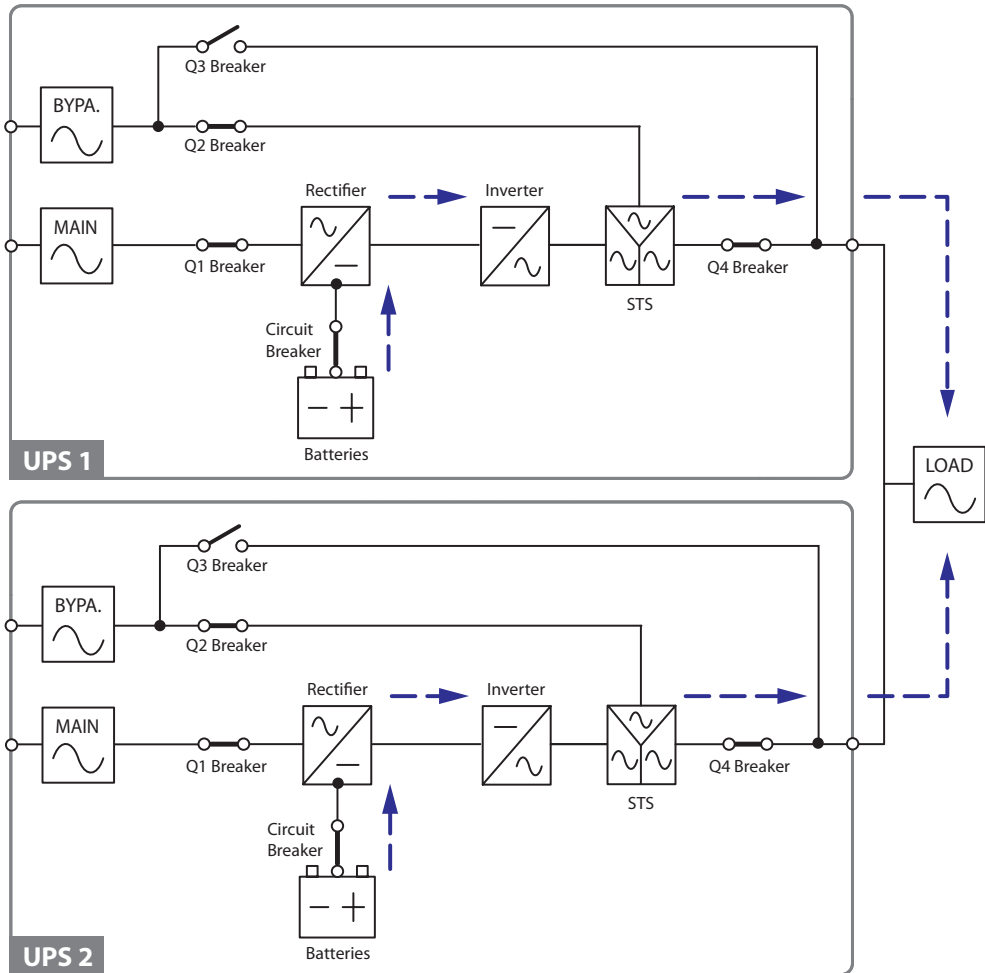 Q3 Breaker
BYPA.
Q2 Breaker
Rectifier
Inverter
MAIN
Q1 Breaker
Q4 Breaker
STS
Circuit
Breaker
Batteries
UPS 1
LOAD
Q3 Breaker
BYPA.
Q2 Breaker
Rectifier
Inverter
MAIN
Q1 Breaker
Q4 Breaker
STS
Circuit
Breaker
Batteries
UPS 2